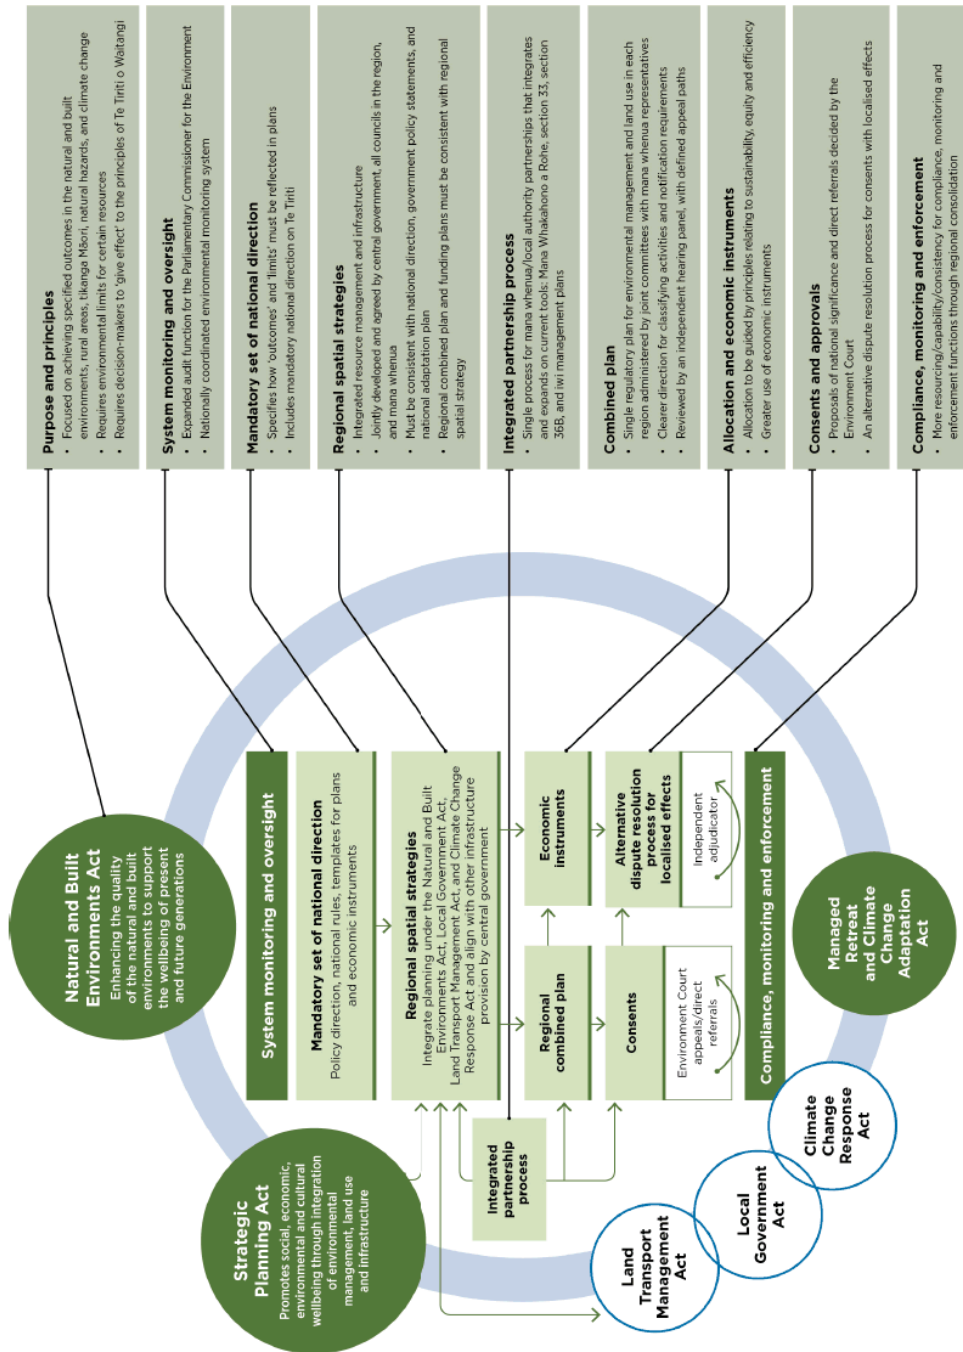 Natural and Built
Environments Act
Enhancing the quality
of the natural and built
environments to support
the wellbeing of present
and future generations
Strategic
Planning Act
Promotes social, economic,
environmental and cultural
wellbeing through integration
of environmental
management, land use
and infrastructure
System monitoring and oversight
Mandatory set of national direction
Policy direction, national rules, templates for plans
and economic instruments
Regional spatial strategies
Integrate planning under the Natural and Built
Environments Act, Local Government Act,
Land Transport Management Act, and Climate Change
Response Act and align with other infrastructure
provision by central government
Integrated
partnership
process
Regional
combined plan
Economic
instruments
Consents
Alternative
dispute resolution
process for
localised effects
Environment Court
appeals/direct
referrals
Independent
adjudicator
Compliance, monitoring and enforcement
Land
Transport
Management
Act
Local
Government
Act
Climate
Change
Response
Act
Managed
Retreat
and Climate
Change
Adaptation
Act
Purpose and principles
• Focused on achieving specified outcomes in the natural and built
environments, rural areas, tikanga Māori, natural hazards, and climate change
• Requires environmental limits for certain resources
• Requires decision-makers to 'give effect' to the principles of Te Tiriti o Waitangi
System monitoring and oversight
• Expanded audit function for the Parliamentary Commissioner for the Environment
• Nationally coordinated environmental monitoring system
Mandatory set of national direction
• Specifies how 'outcomes' and 'limits' must be reflected in plans
• Includes mandatory national direction on Te Tiriti
Regional spatial strategies
• Integrated resource management and infrastructure
• Jointly developed and agreed by central government, all councils in the region,
and mana whenua
• Must be consistent with national direction, government policy statements, and
national adaptation plan
• Regional combined plan and funding plans must be consistent with regional
spatial strategy
Integrated partnership process
• Single process for mana whenua/local authority partnerships that integrates
and expands on current tools: Mana Whakahono a Rohe, section 33, section
36B, and iwi management plans
Combined plan
• Single regulatory plan for environmental management and land use in each
region administered by joint committees with mana whenua representatives
• Clearer direction for classifying activities and notification requirements
• Reviewed by an independent hearing panel, with defined appeal paths
Allocation and economic instruments
• Allocation to be guided by principles relating to sustainability, equity and efficiency
• Greater use of economic instruments
Consents and approvals
• Proposals of national significance and direct referrals decided by the
Environment Court
• An alternative dispute resolution process for consents with localised effects
Compliance, monitoring and enforcement
• More resourcing/capability/consistency for compliance, monitoring and
enforcement functions through regional consolidation